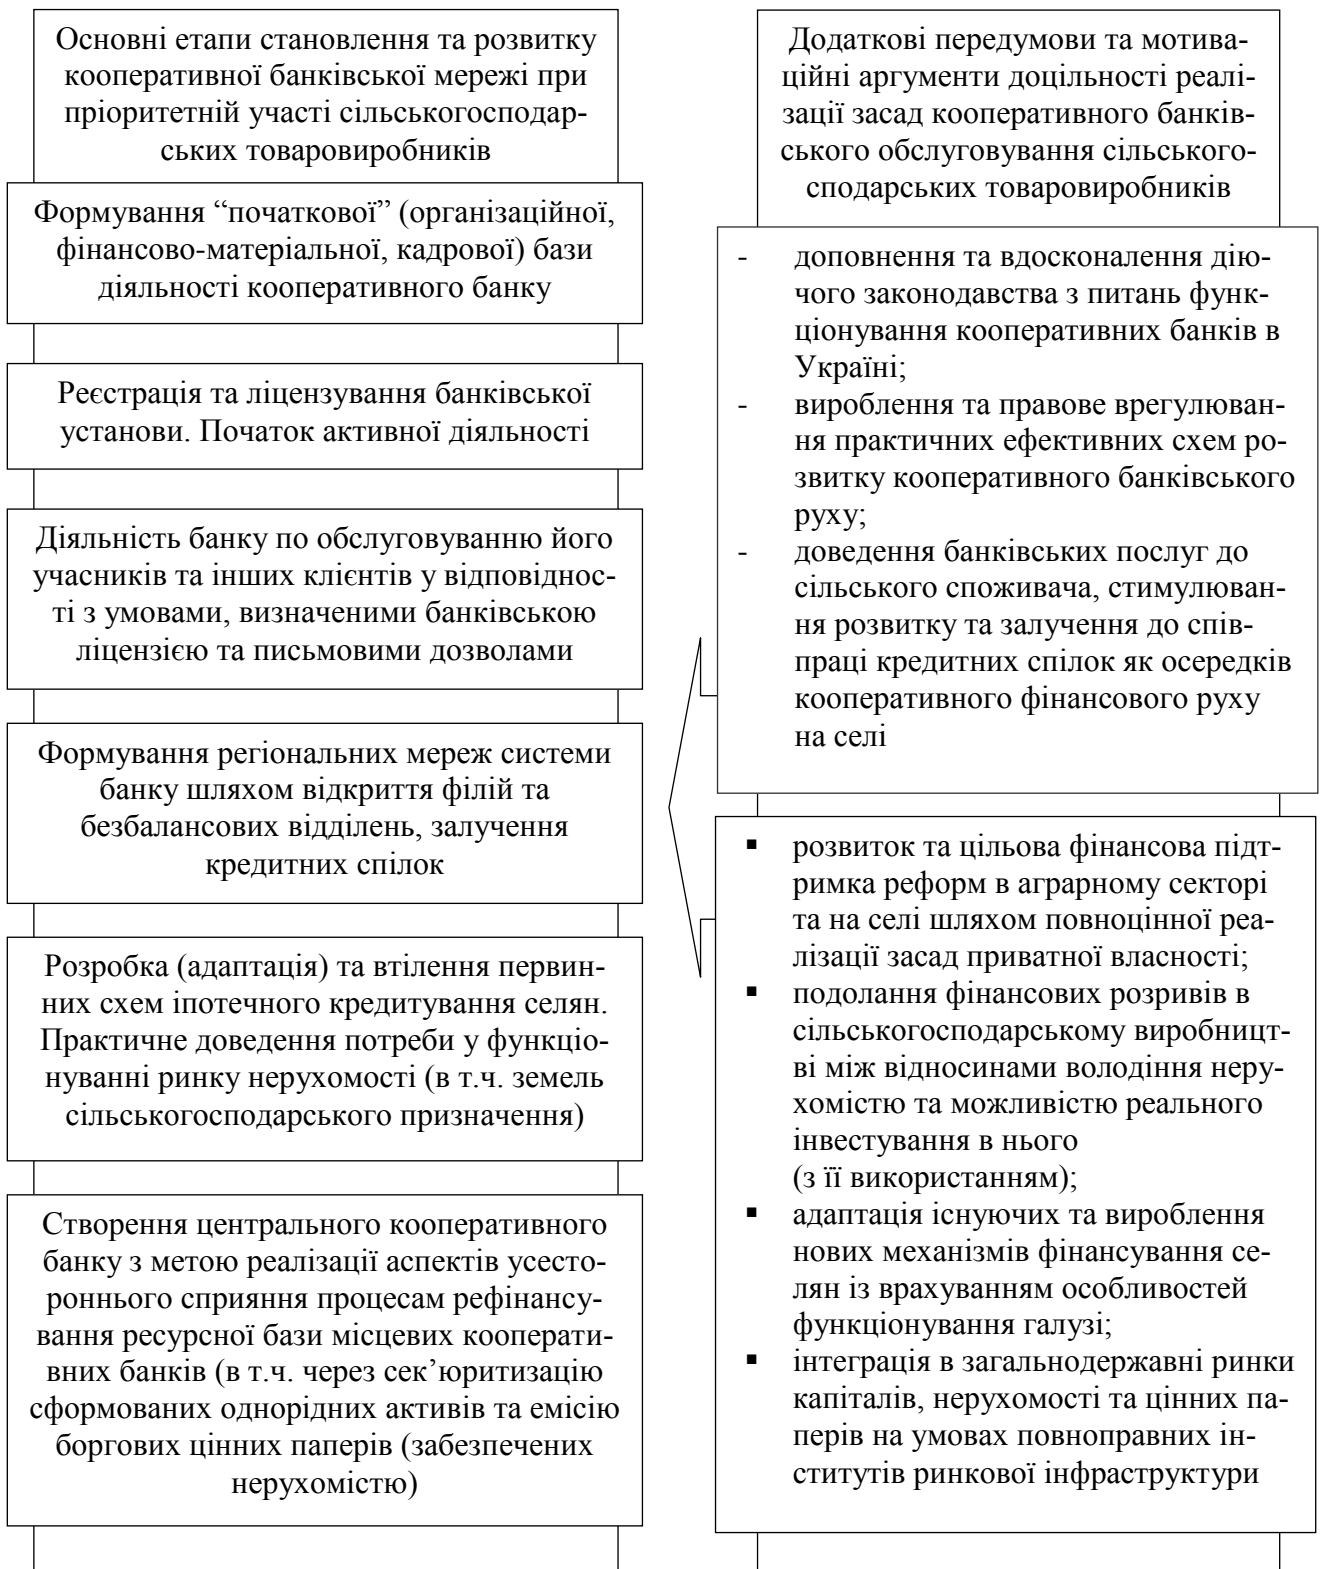 Основні етапи становлення та розвитку
кооперативної банківської мережі при
пріоритетній участі сільськогосподар-
ських товаровиробників
Формування “початкової” (організаційної,
фінансово-матеріальної, кадрової) бази
діяльності кооперативного банку
Реєстрація та ліцензування банківської
установи. Початок активної діяльності
Діяльність банку по обслуговуванню його
учасників та інших клієнтів у відповіднос-
ті з умовами, визначеними банківською
ліцензією та письмовими дозволами
Формування регіональних мереж системи
банку шляхом відкриття філій та
безбалансових відділень, залучення
кредитних спілок
Розробка (адаптація) та втілення первин-
них схем іпотечного кредитування селян.
Практичне доведення потреби у функціо-
нуванні ринку нерухомості (в т.ч. земель
сільськогосподарського призначення)
Створення центрального кооперативного
банку з метою реалізації аспектів усесто-
роннього сприяння процесам рефінансу-
вання ресурсної бази місцевих кооперати-
вних банків (в т.ч. через сек’юритизацію
сформованих однорідних активів та емісію
боргових цінних паперів (забезпечених
нерухомістю)
Додаткові передумови та мотива-
ційні аргументи доцільності реалі-
зації засад кооперативного банків-
ського обслуговування сільського-
сподарських товаровиробників
- доповнення та вдосконалення дію-
чого законодавства з питань функ-
ціонування кооперативних банків в
Україні;
- вироблення та правове врегулюван-
ня практичних ефективних схем ро-
звитку кооперативного банківського
руху;
- доведення банківських послуг до
сільського споживача, стимулюван-
ня розвитку та залучення до спів-
праці кредитних спілок як осередків
кооперативного фінансового руху
на селі
▪ розвиток та цільова фінансова підт-
римка реформ в аграрному секторі
та на селі шляхом повноцінної реа-
лізації засад приватної власності;
▪ подолання фінансових розривів в
сільськогосподарському виробницт-
ві між відносинами володіння неру-
хомістю та можливістю реального
інвестування в нього
(з її використанням);
▪ адаптація існуючих та вироблення
нових механізмів фінансування се-
лян із врахуванням особливостей
функціонування галузі;
▪ інтеграція в загальнодержавні ринки
капіталів, нерухомості та цінних па-
перів на умовах повноправних ін-
ститутів ринкової інфраструктури